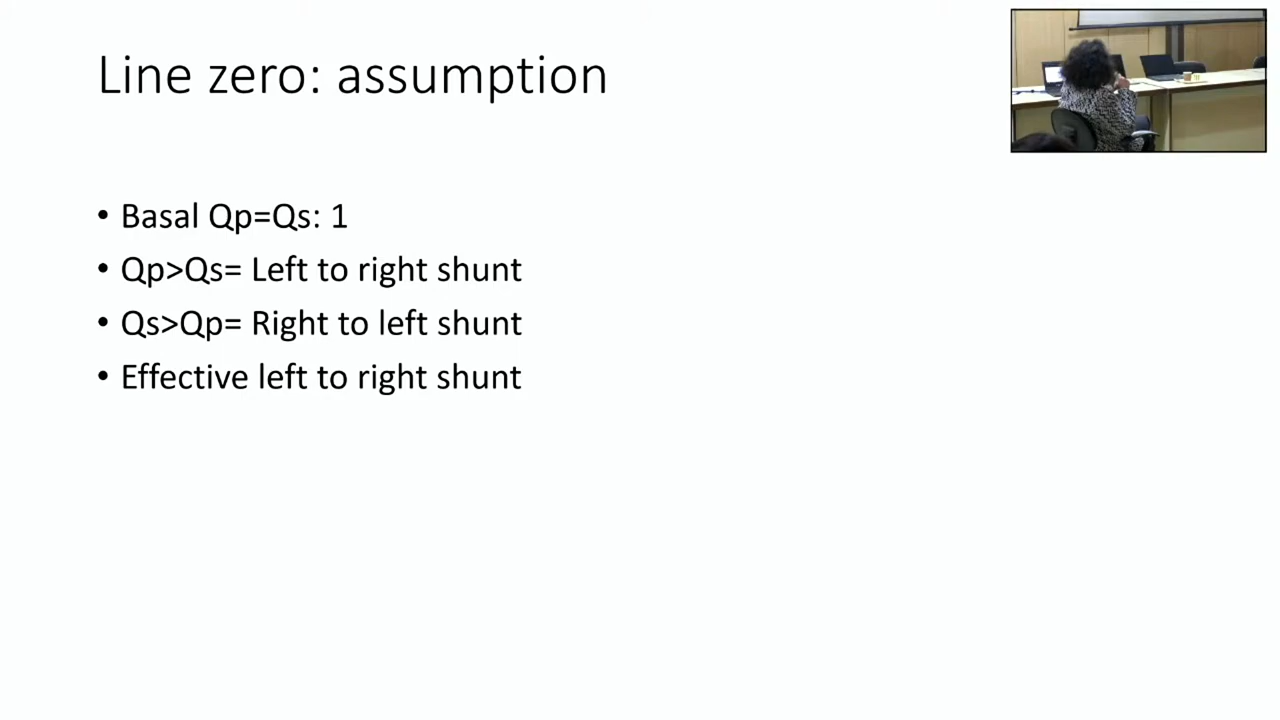 Line zero: assumption
• Basal Qp=Qs: 1
• Qp>Qs= Left to right shunt
• Qs>Qp= Right to left shunt
• Effective left to right shunt